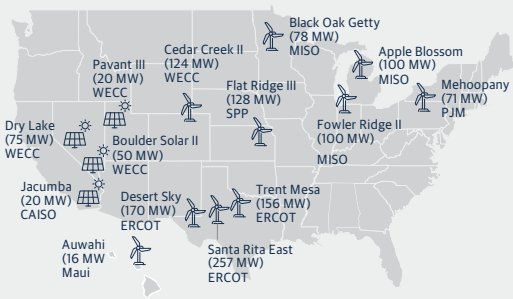 Black Oak Getty
(78 MW)
MISO
Cedar Creek II
(124 MW)
WECC
Apple Blossom
(100 MW)
MISO
Pavant III
(20 MW)
WECC
Flat Ridge III
(128 MW)
SPP
Mehoopany
(71 MW)
PJM
Fowler Ridge II
(100 MW)
MISO
Dry Lake
(75 MW)
WECC
Boulder Solar II
(50 MW)
WECC
Jacumba
(20 MW)
CAISO
Desert Sky
(170 MW)
ERCOT
Trent Mesa
(156 MW)
ERCOT
Auwahi
(16 MW
Maui
Santa Rita East
(257 MW)
ERCOT